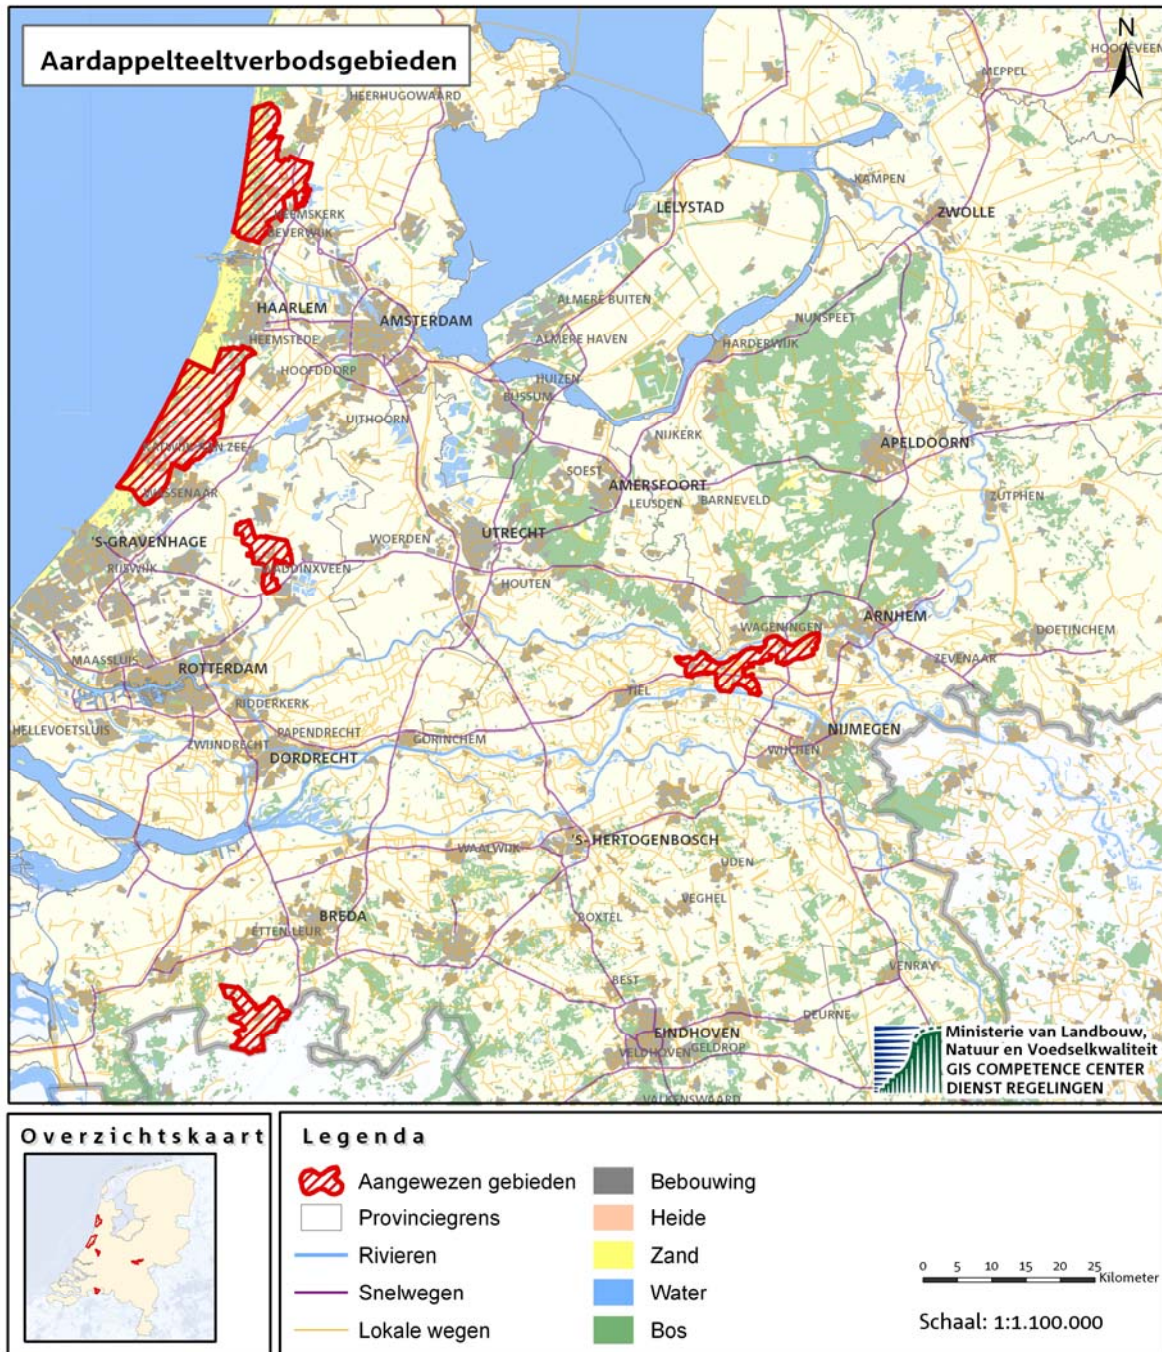 Aardappelteeltverbodsgebieden
N
HOOGEVEEN
MEPPEL
HEERHUGOWAARD
KAMPEN
LELYSTAD
ZWOLLE
HEEMSKERK
BEVERWIJK
ALMERE BUITEN
HAARLEM
AMSTERDAM
NUNSPEET
HEEMSTEDE
ALMERE HAVEN
HARDERWIJK
HOOFDDORP
HUIZEN
BUSSUM
UITHOORN
NIJKERK
APELDOORN
SOEST
AMERSFOORT
LEUSDEN
BARNEVELD
ZUTPHEN
WASSENAAR
'S-GRAVENHAGE
WOERDEN
UTRECHT
RIJSWIJK
WADDINXVEEN
HOUTEN
ARNHEM
WAGENINGEN
DOETINCHEM
MAASSLUIS
ROTTERDAM
ZEVENAAR
TIEL
RIDDERKERK
HELLEVOETSLUIS
PAPENDRECHT
GORINCHEM
NIJMEGEN
ZWIJNDRECHT
WIJCHEN
DORDRECHT
WAALWIJK
'S-HERTOGENBOSCH
UDEN
VEGHEL
BREDA
BOXTEL
ETTEN-LEUR
VENRAY
BEST
DEURNE
EINDHOVEN
GELDROP
VELDHOVEN
VALKENSWAARD
Ministerie van Landbouw,
Natuur en Voedselkwaliteit
GIS COMPETENCE CENTER
DIENST REGELINGEN
Overzichtskaart
Legenda
Aangewezen gebieden
Provinciegrens
Rivieren
Snelwegen
Lokale wegen
Bebouwing
Heide
Zand
Water
Bos
0 5 10 15 20 25
Kilometer
Schaal: 1:1.100.000